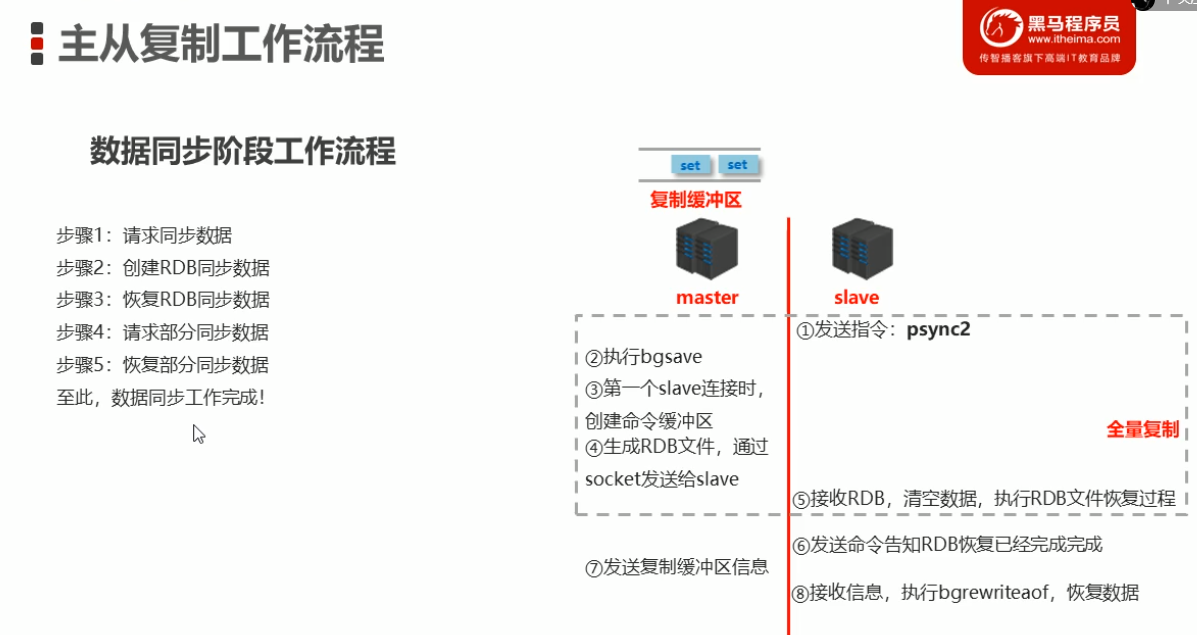 主从复制工作流程
黑马程序员
www.itheima.com
传智播客旗下高端IT教育品牌
数据同步阶段工作流程
步骤1：请求同步数据
步骤2：创建RDB同步数据
步骤3：恢复RDB同步数据
步骤4：请求部分同步数据
步骤5：恢复部分同步数据
至此，数据同步工作完成！
set set
复制缓冲区
master slave
①发送指令：psync2
②执行bgsave
③第一个slave连接时，
创建命令缓冲区
④生成RDB文件，通过
socket发送给slave
全量复制
⑤接收RDB，清空数据，执行RDB文件恢复过程
⑥发送命令告知RDB恢复已经完成完成
⑦发送复制缓冲区信息
⑧接收信息，执行bgrewriteaof，恢复数据